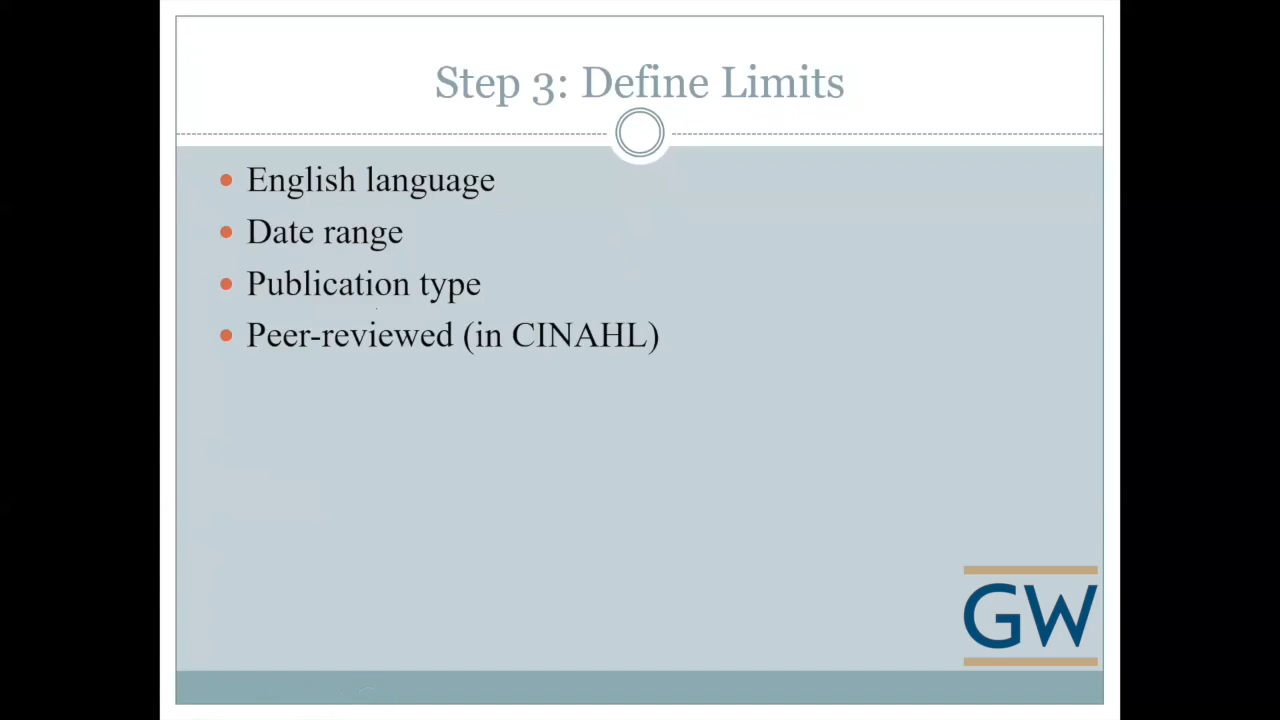 Step 3: Define Limits
English language
Date range
Publication type
Peer-reviewed (in CINAHL)
GW